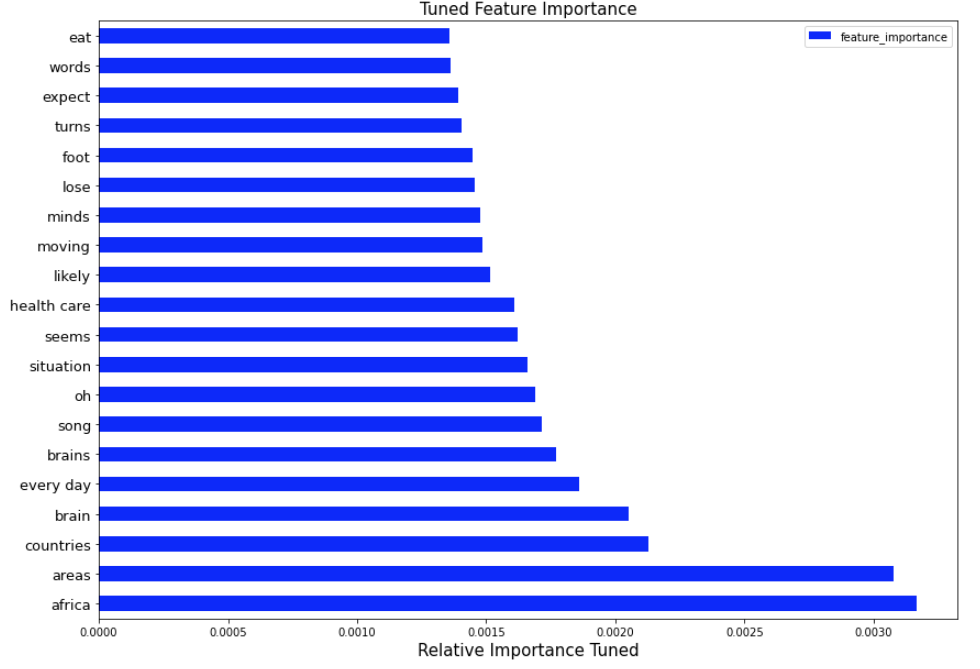 Tuned Feature Importance
feature_importance
eat
words
expect
turns
foot
lose
minds
moving
likely
health care
seems
situation
oh
song
brains
every day
brain
countries
areas
africa
0.0000 0.0005 0.0010 0.0015 0.0020 0.0025 0.0030
Relative Importance Tuned